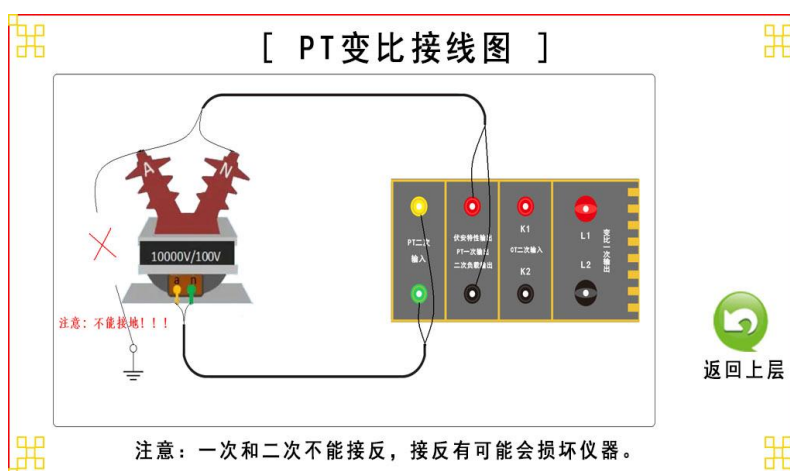 [ PT变比接线图 ]
A
N
10000V/100V
a n
注意：不能接地！！！
PT二次
输入
伏安特性输出
PT一次输出
二次负载输出
K1
CT二次输入
K2
L1
L2
变比一次输出
返回上层
注意：一次和二次不能接反，接反有可能会损坏仪器。